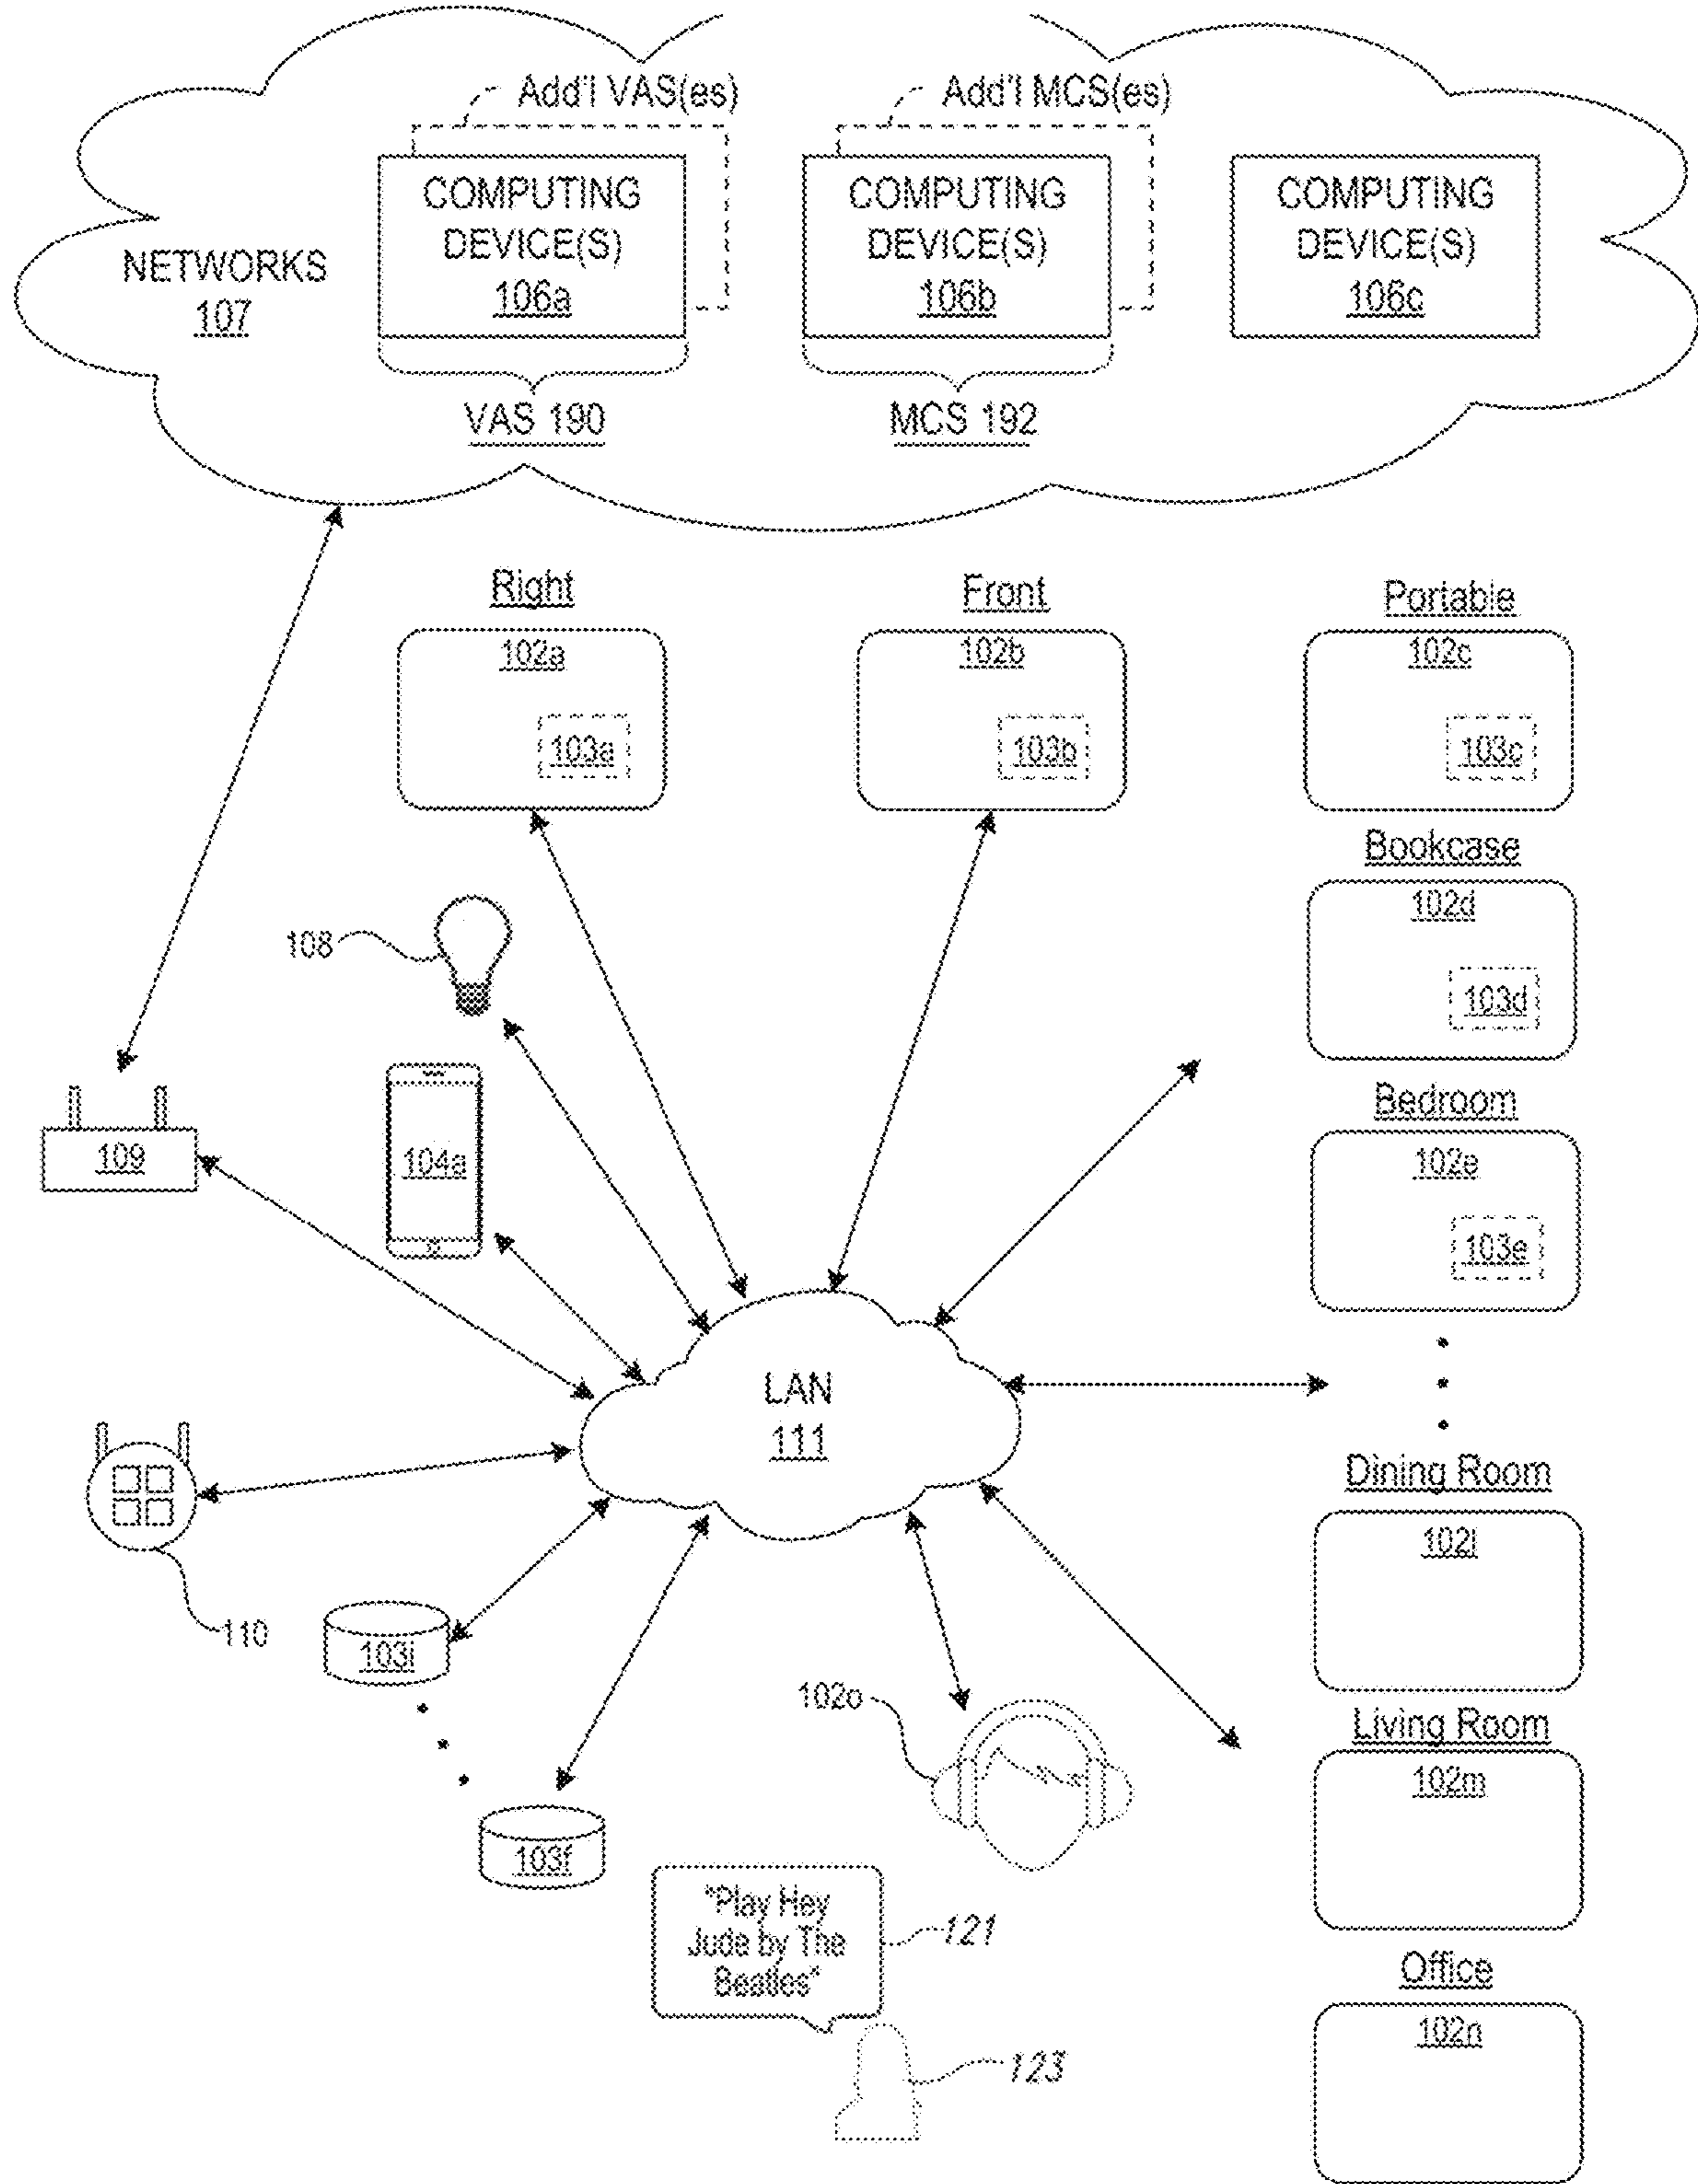 Add'l VAS(es)
Add'l MCS(es)
COMPUTING
DEVICE(S)
106a
COMPUTING
DEVICE(S)
106b
COMPUTING
DEVICE(S)
106c
NETWORKS
107
VAS 190
MCS 192
Right
102a
103a
Front
102b
103b
Portable
102c
103c
Bookcase
102d
103d
Bedroom
102e
103e
108
104a
109
LAN
111
110
103i
103f
102o
Dining Room
102l
Living Room
102m
Office
102n
"Play Hey
Jude by The
Beatles"
121
123